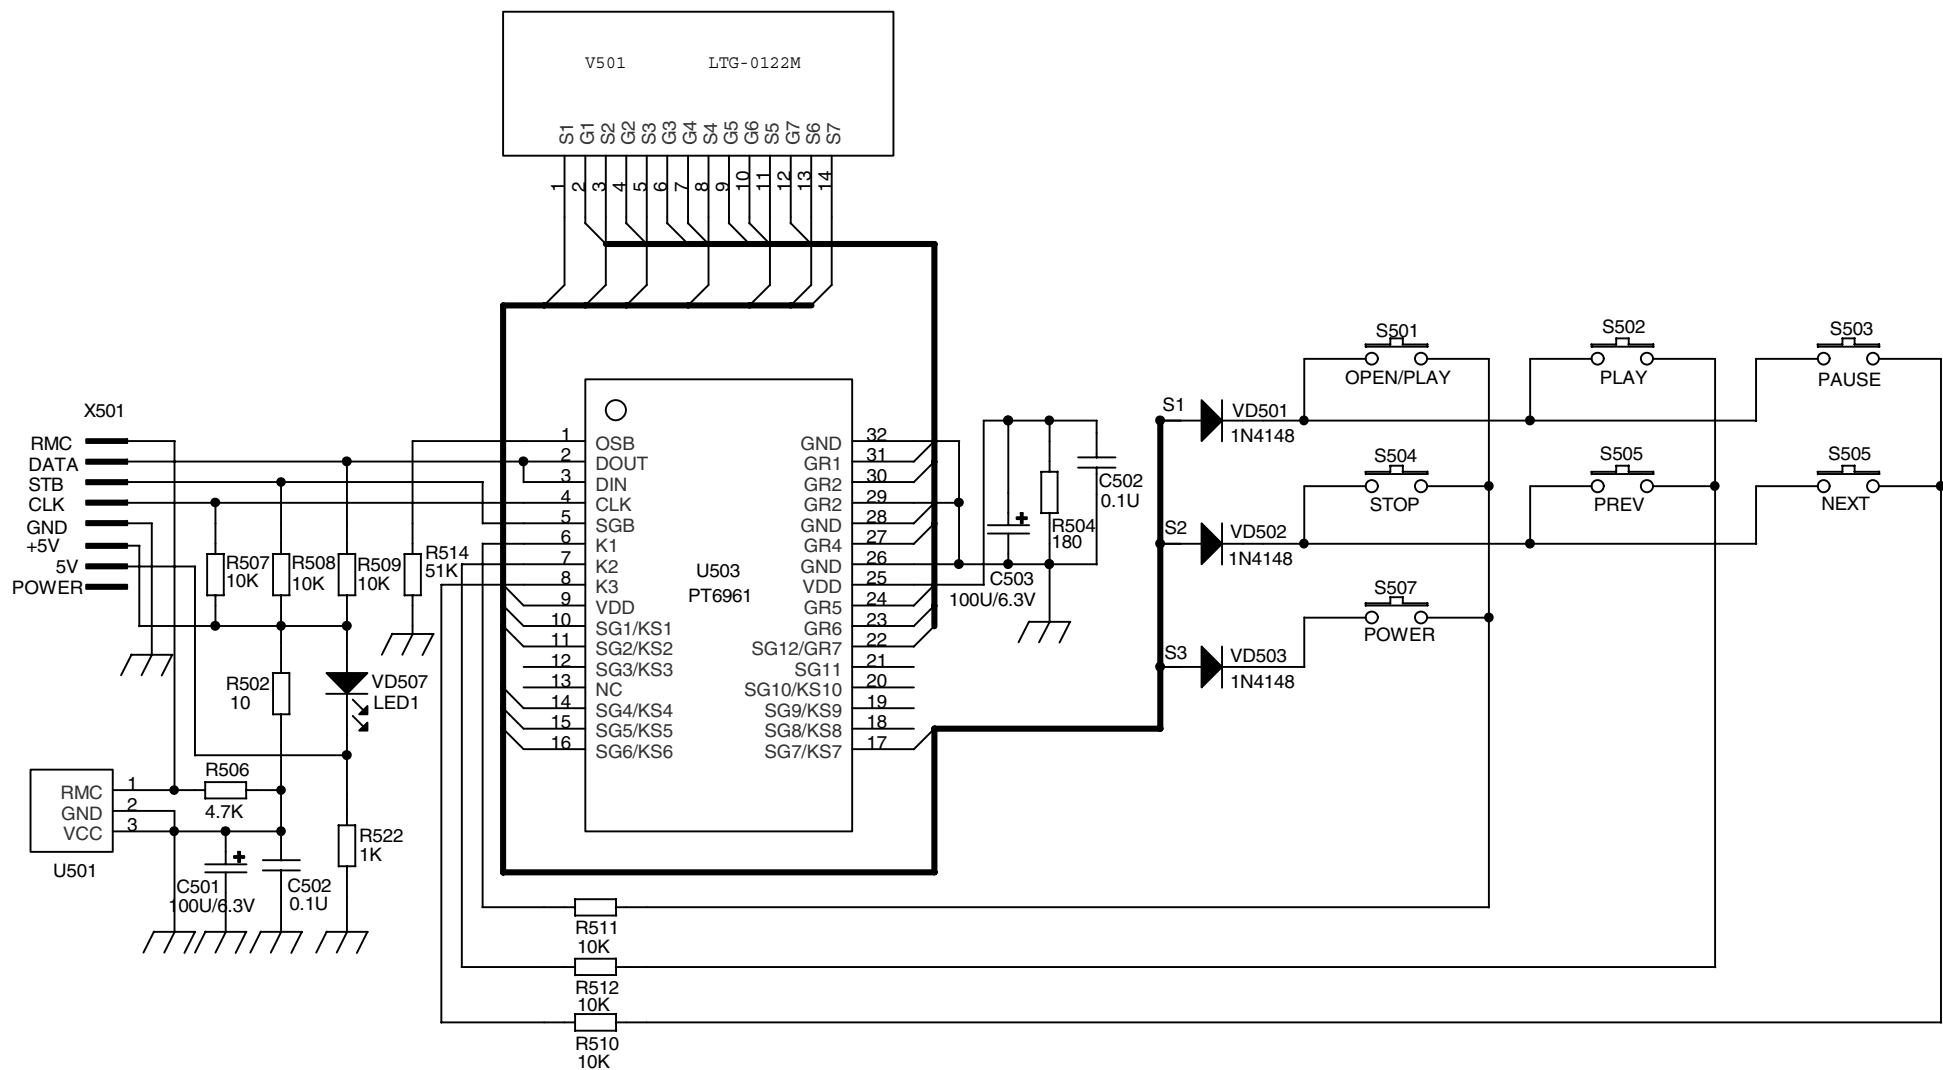 V501 LTG-0122M
S1 G1 S2 G2 S3 G3 G4 S4 G5 G6 S5 G7 S6 S7
1 2 3 4 5 6 7 8 9 10 11 12 13 14
X501
RMC
DATA
STB
CLK
GND
+5V
5V
POWER
R507
10K
R508
10K
R509
10K
R514
51K
R502
10
VD507
LED1
R506
4.7K
RMC 1
GND 2
VCC 3
U501
C501
100U/6.3V
C502
0.1U
R522
1K
U503
PT6961
1 OSB
2 DOUT
3 DIN
4 CLK
5 SGB
6 K1
7 K2
8 K3
9 VDD
10 SG1/KS1
11 SG2/KS2
12 SG3/KS3
13 NC
14 SG4/KS4
15 SG5/KS5
16 SG6/KS6
GND 32
GR1 31
GR2 30
GR2 29
GND 28
GR4 27
GND 26
VDD 25
GR5 24
GR6 23
SG12/GR7 22
SG11 21
SG10/KS10 20
SG9/KS9 19
SG8/KS8 18
SG7/KS7 17
C503
100U/6.3V
R504
180
C502
0.1U
S1
VD501
1N4148
S2
VD502
1N4148
S3
VD503
1N4148
S501
OPEN/PLAY
S502
PLAY
S503
PAUSE
S504
STOP
S505
PREV
S505
NEXT
S507
POWER
R511
10K
R512
10K
R510
10K